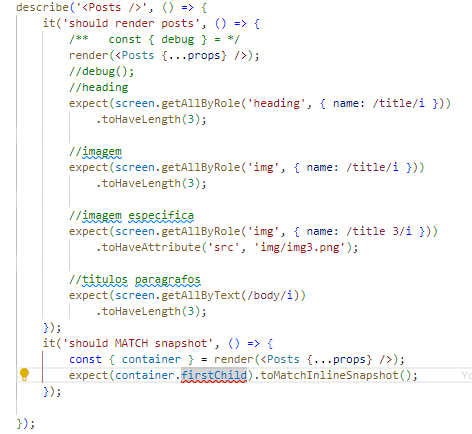 describe('<Posts />', () => {
it('should render posts', () => {
/**   const { debug } = */
render(<Posts {...props} />);
//debug();
//heading
expect(screen.getAllByRole('heading', { name: /title/i }))
.toHaveLength(3);
//imagem
expect(screen.getAllByRole('img', { name: /title/i }))
.toHaveLength(3);
//imagem especifica
expect(screen.getAllByRole('img', { name: /title 3/i }))
.toHaveAttribute('src', 'img/img3.png');
//titulos paragrafos
expect(screen.getAllByText(/body/i))
.toHaveLength(3);
});
it('should MATCH snapshot', () => {
const { container } = render(<Posts {...props} />);
expect(container.firstChild).toMatchInlineSnapshot();
});
});